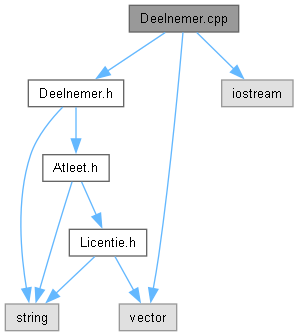 Deelnemer.cpp
Deelnemer.h
iostream
Atleet.h
Licentie.h
string
vector